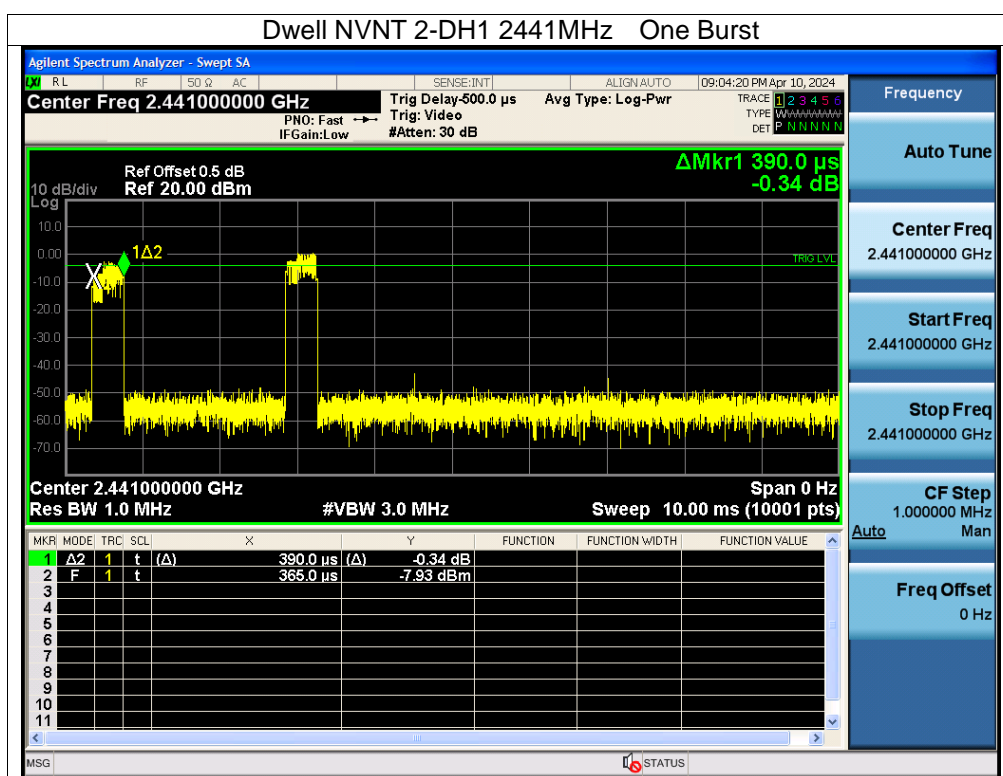 Dwell NVNT 2-DH1 2441MHz One Burst
Agilent Spectrum Analyzer - Swept SA
LXI RL RF 50 Ω AC SENSE:INT ALIGNAUTO 09:04:20 PM Apr 10, 2024
Center Freq 2.441000000 GHz
PNO: Fast
IFGain:Low
Trig Delay-500.0 µs
Trig: Video
#Atten: 30 dB
Avg Type: Log-Pwr
TRACE 1 2 3 4 5 6
TYPE WWWWWWW
DET P N N N N N
ΔMkr1 390.0 µs
-0.34 dB
Ref Offset 0.5 dB
10 dB/div Ref 20.00 dBm
Log
10.0
0.00
-10.0
-20.0
-30.0
-40.0
-50.0
-60.0
-70.0
X
1Δ2
TRIG LVL
Center 2.441000000 GHz Span 0 Hz
Res BW 1.0 MHz #VBW 3.0 MHz Sweep 10.00 ms (10001 pts)
MKR MODE TRC SCL X Y FUNCTION FUNCTION WIDTH FUNCTION VALUE
1 Δ2 1 t (Δ) 390.0 µs (Δ) -0.34 dB
2 F 1 t 365.0 µs -7.93 dBm
3
4
5
6
7
8
9
10
11
MSG STATUS
Frequency
Auto Tune
Center Freq
2.441000000 GHz
Start Freq
2.441000000 GHz
Stop Freq
2.441000000 GHz
CF Step
1.000000 MHz
Auto Man
Freq Offset
0 Hz